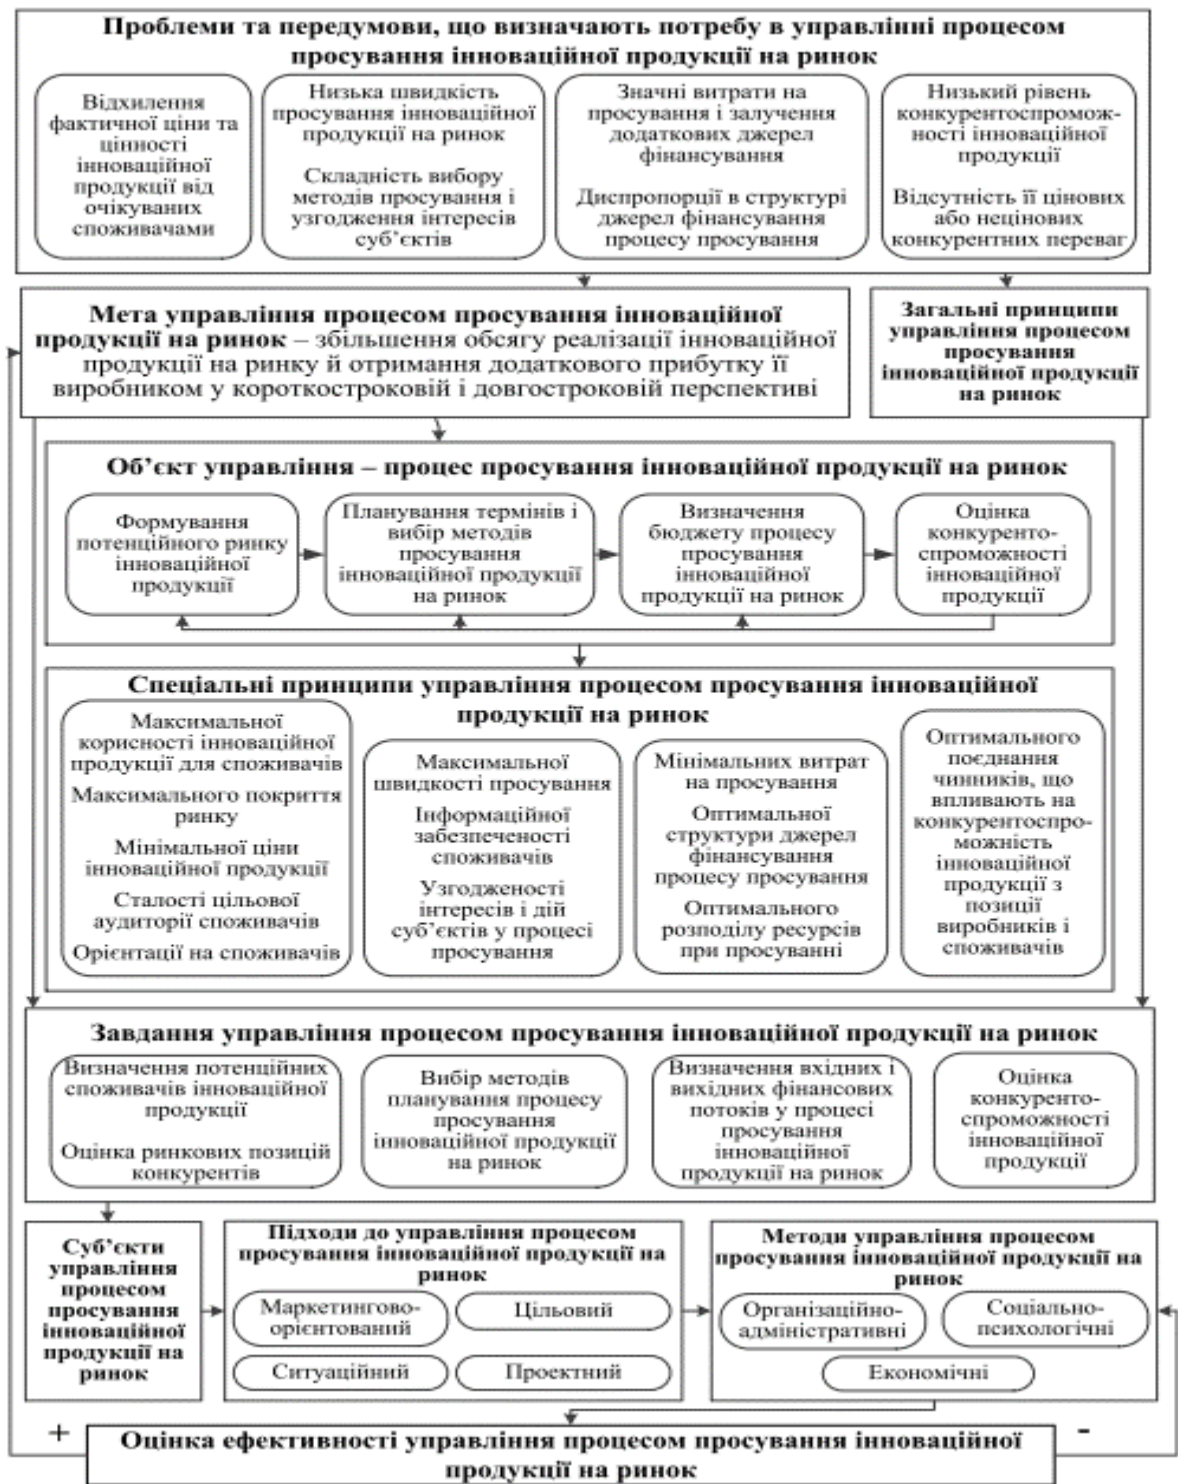 Проблеми та передумови, що визначають потребу в управлінні процесом
просування інноваційної продукції на ринок
Відхилення
фактичної ціни та
цінності
інноваційної
продукції від
очікуваних
споживачами
Низька швидкість
просування інноваційної
продукції на ринок
Складність вибору
методів просування і
узгодження інтересів
суб’єктів
Значні витрати на
просування і залучення
додаткових джерел
фінансування
Диспропорції в структурі
джерел фінансування
процесу просування
Низький рівень
конкурентоспромож-
ності інноваційної
продукції
Відсутність її цінових
або нецінових
конкурентних переваг
Мета управління процесом просування інноваційної
продукції на ринок – збільшення обсягу реалізації інноваційної
продукції на ринку й отримання додаткового прибутку її
виробником у короткостроковій і довгостроковій перспективі
Загальні принципи
управління процесом
просування
інноваційної продукції
на ринок
Об’єкт управління – процес просування інноваційної продукції на ринок
Формування
потенційного ринку
інноваційної
продукції
Планування термінів і
вибір методів
просування
інноваційної продукції
на ринок
Визначення
бюджету процесу
просування
інноваційної
продукції на ринок
Оцінка
конкуренто-
спроможності
інноваційної
продукції
Спеціальні принципи управління процесом просування інноваційної
продукції на ринок
Максимальної
корисності інноваційної
продукції для споживачів
Максимального покриття
ринку
Мінімальної ціни
інноваційної продукції
Сталості цільової
аудиторії споживачів
Орієнтації на споживачів
Максимальної
швидкості просування
Інформаційної
забезпеченості
споживачів
Узгодженості
інтересів і дій
суб’єктів у процесі
просування
Мінімальних витрат
на просування
Оптимальної
структури джерел
фінансування
процесу просування
Оптимального
розподілу ресурсів
при просуванні
Оптимального
поєднання
чинників, що
впливають на
конкурентоспро-
можність
інноваційної
продукції з
позиції
виробників і
споживачів
Завдання управління процесом просування інноваційної продукції на ринок
Визначення потенційних
споживачів інноваційної
продукції
Оцінка ринкових позицій
конкурентів
Вибір методів
планування процесу
просування
інноваційної продукції
на ринок
Визначення вхідних і
вихідних фінансових
потоків у процесі
просування
інноваційної
продукції на ринок
Оцінка
конкуренто-
спроможності
інноваційної
продукції
Суб’єкти
управління
процесом
просування
інноваційної
продукції на
ринок
Підходи до управління процесом
просування інноваційної продукції на
ринок
Маркетингово-
орієнтований
Цільовий
Ситуаційний
Проектний
Методи управління процесом
просування інноваційної продукції на
ринок
Організаційно-
адміністративні
Соціально-
психологічні
Економічні
+
-
Оцінка ефективності управління процесом просування інноваційної
продукції на ринок